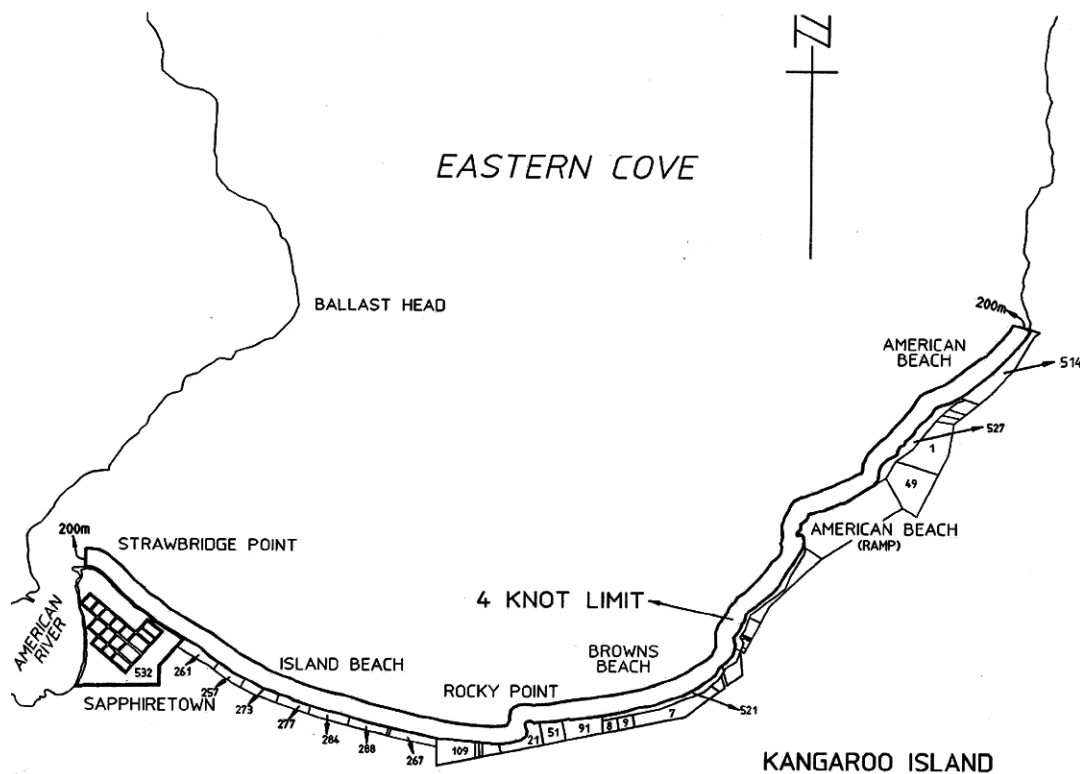 N
EASTERN COVE
BALLAST HEAD
200m
AMERICAN
BEACH
514
527
1
49
AMERICAN BEACH
(RAMP)
200m
STRAWBRIDGE POINT
4 KNOT LIMIT
AMERICAN
RIVER
ISLAND BEACH
BROWNS
BEACH
532
261
ROCKY POINT
SAPPHIRETOWN
257
273
277
284
288
267
109
21
51
91
8
9
7
521
KANGAROO ISLAND